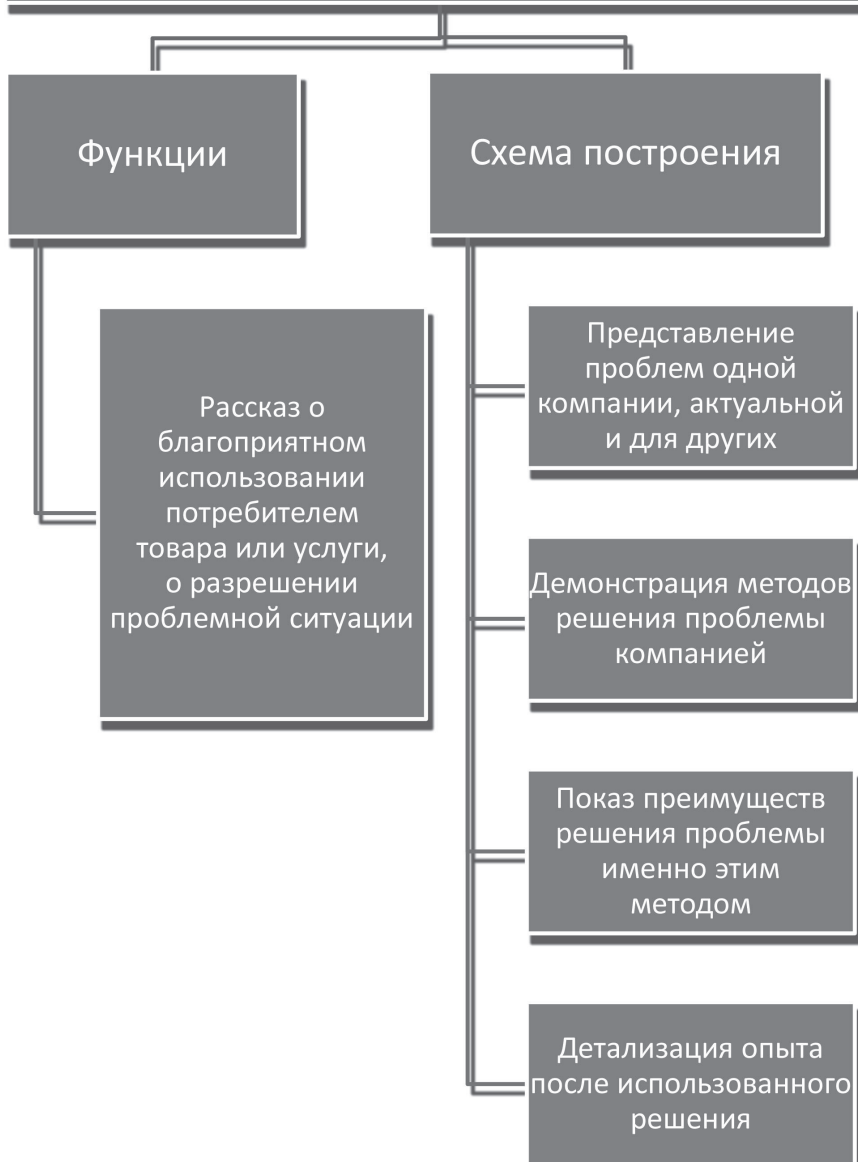 Функции
Схема построения
Рассказ о
благоприятном
использовании
потребителем
товара или услуги,
о разрешении
проблемной ситуации
Представление
проблем одной
компании, актуальной
и для других
Демонстрация методов
решения проблемы
компанией
Показ преимуществ
решения проблемы
именно этим
методом
Детализация опыта
после использованного
решения